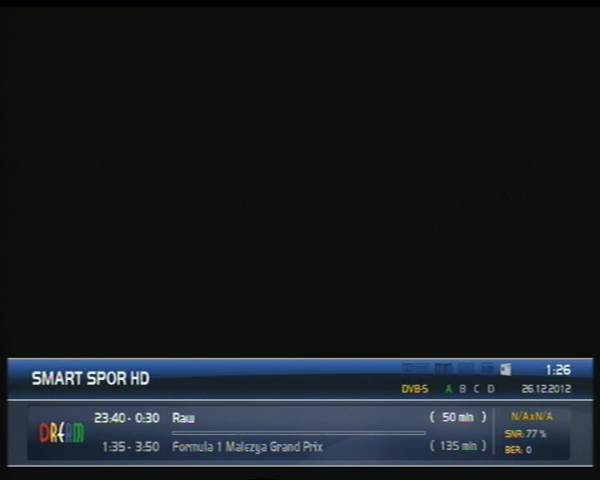 SMART SPOR HD
1:26
DVB-S A B C D 26.12.2012
DREAM
23:40 - 0:30 Raw ( 50 min ) N/AxN/A
SNR: 77 %
1:35 - 3:50 Formula 1 Malezya Grand Prix ( 135 min )
BER: 0